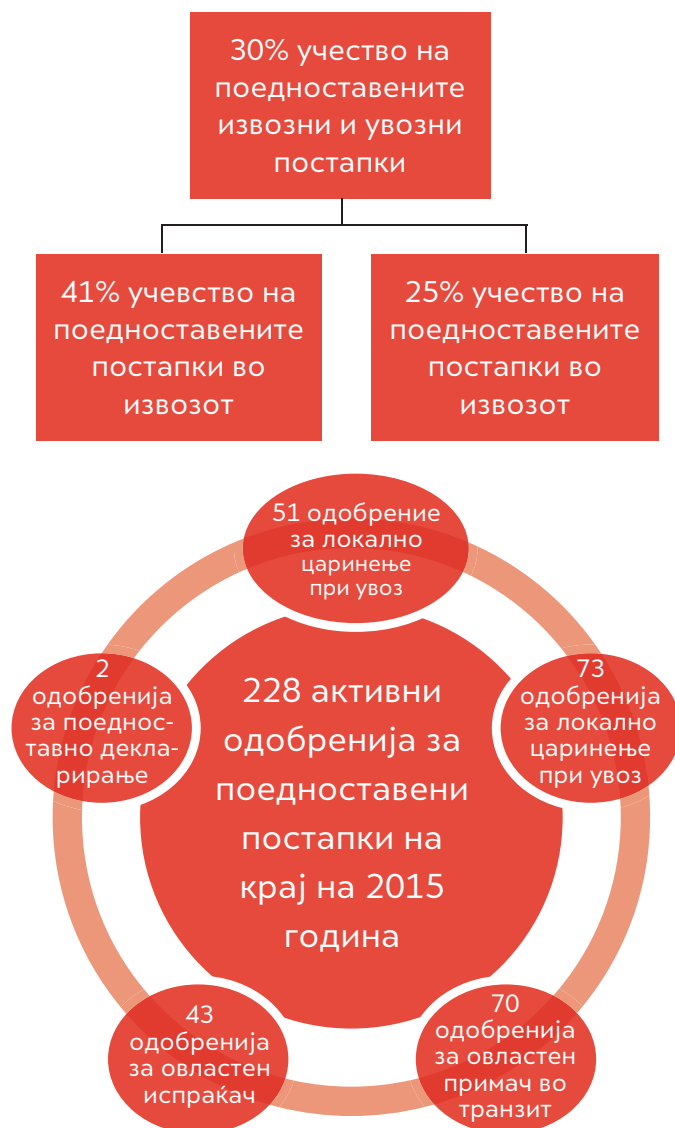 30% учество на
поедноставените
извозни и увозни
постапки
41% учевство на
поедноставените
постапки во
извозот
25% учество на
поедноставените
постапки во
извозот
51 одобрение
за локално
царинење
при увоз
2
одобренија
за поеднос-
тавно декла-
рирање
228 активни
одобренија за
поедноставени
постапки на
крај на 2015
година
73
одобренија
за локално
царинење
при увоз
43
одобренија
за овластен
испраќач
70
одобренија
за овластен
примач во
транзит